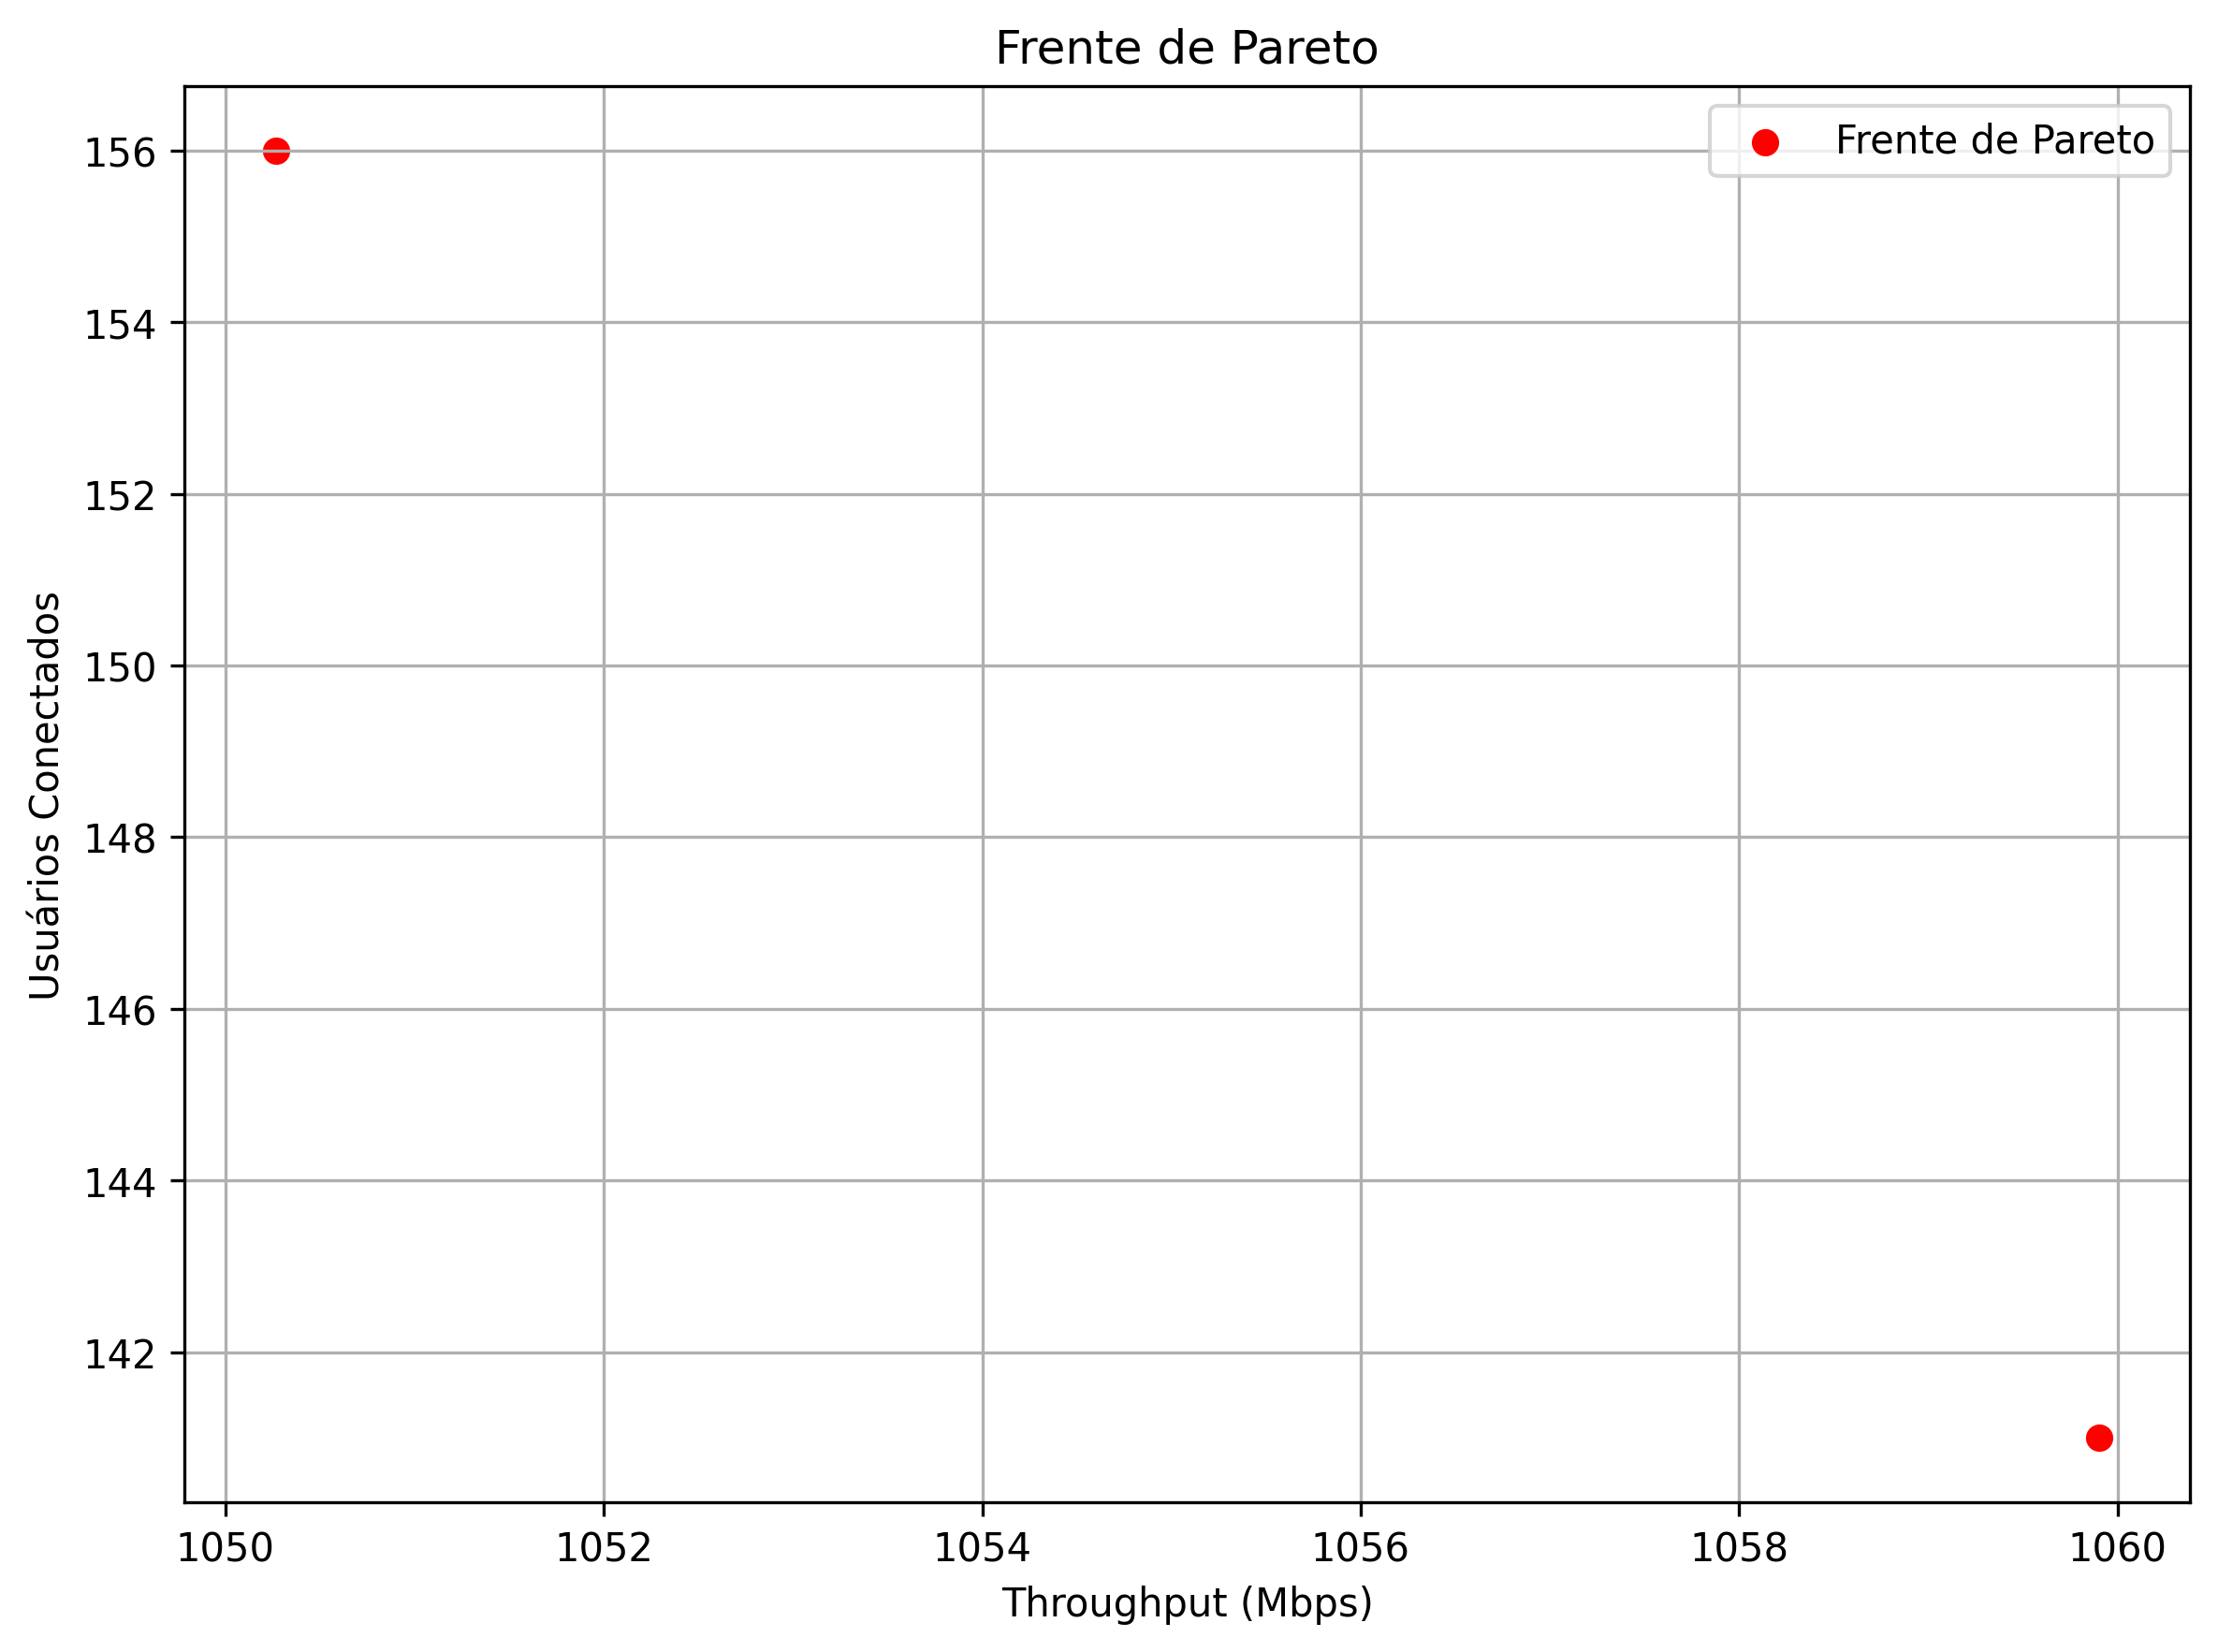 Frente de Pareto
Frente de Pareto
156
154
152
150
148
146
144
142
Usuários Conectados
1050 1052 1054 1056 1058 1060
Throughput (Mbps)